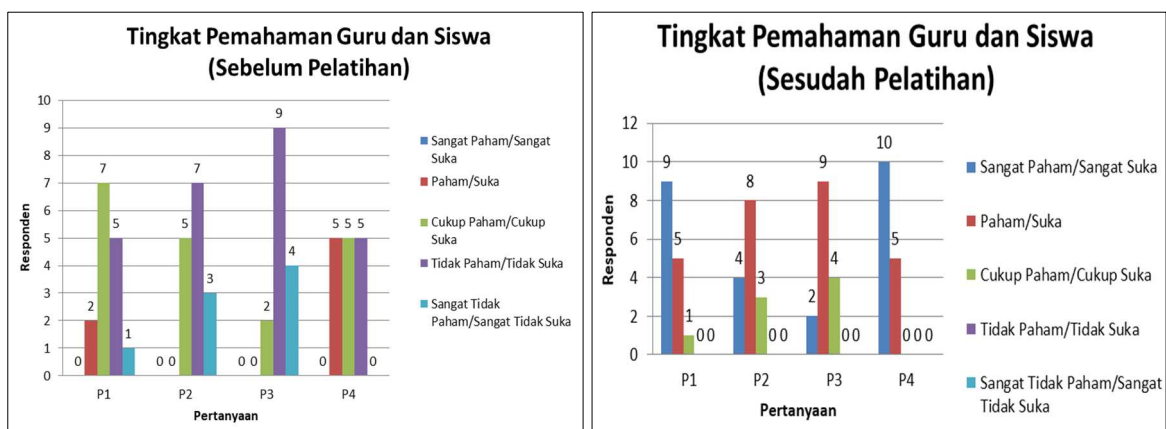 Tingkat Pemahaman Guru dan Siswa
(Sebelum Pelatihan)
10
9
8
7
6
5
4
3
2
1
0
Responden
0 2 7 5 1
0 0 5 7 3
0 0 2 9 4
0 5 5 5 0
P1 P2 P3 P4
Pertanyaan
Sangat Paham/Sangat
Suka
Paham/Suka
Cukup Paham/Cukup
Suka
Tidak Paham/Tidak Suka
Sangat Tidak
Paham/Sangat Tidak Suka
Tingkat Pemahaman Guru dan Siswa
(Sesudah Pelatihan)
12
10
8
6
4
2
0
Responden
9 5 1 0 0
4 8 3 0 0
2 9 4 0 0
10 5 0 0 0
P1 P2 P3 P4
Pertanyaan
Sangat Paham/Sangat Suka
Paham/Suka
Cukup Paham/Cukup Suka
Tidak Paham/Tidak Suka
Sangat Tidak Paham/Sangat
Tidak Suka